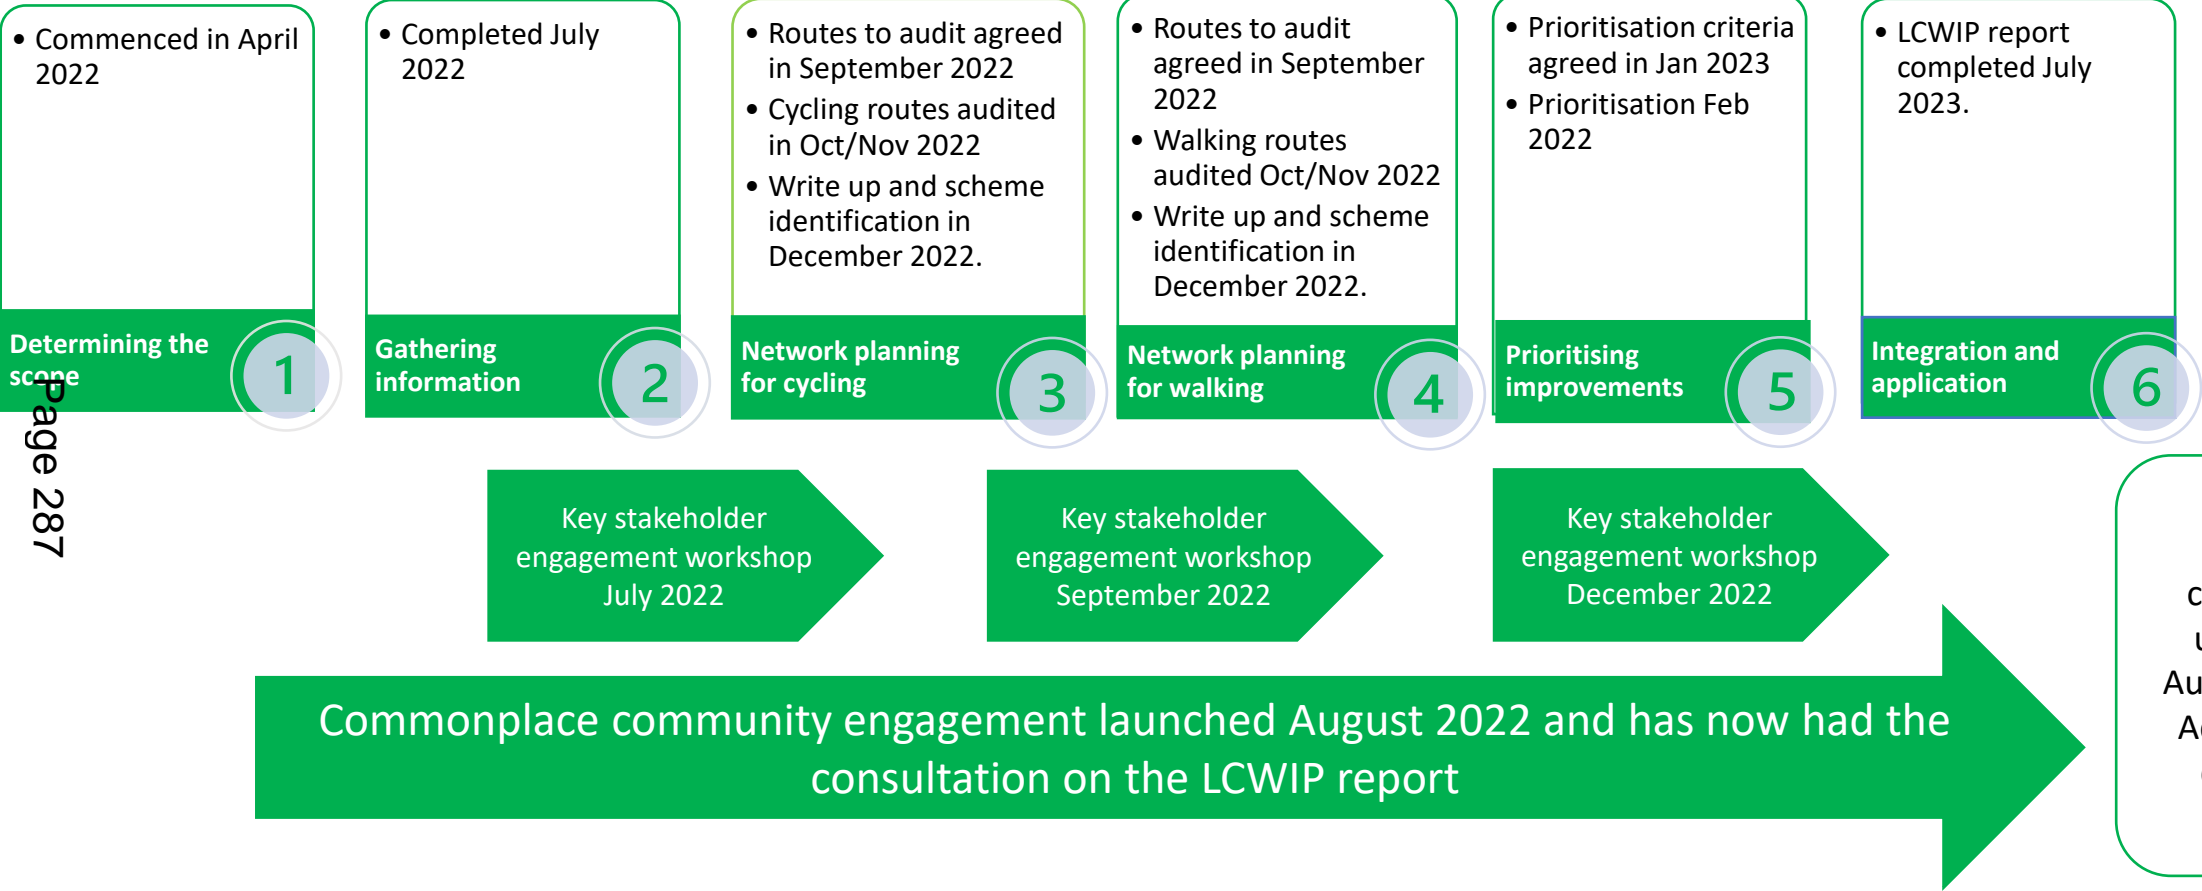 • Commenced in April
2022
Determining the
scope
1
• Completed July
2022
Gathering
information
2
• Routes to audit agreed
in September 2022
• Cycling routes audited
in Oct/Nov 2022
• Write up and scheme
identification in
December 2022.
Network planning
for cycling
3
• Routes to audit
agreed in September
2022
• Walking routes
audited Oct/Nov 2022
• Write up and scheme
identification in
December 2022.
Network planning
for walking
4
• Prioritisation criteria
agreed in Jan 2023
• Prioritisation Feb
2022
Prioritising
improvements
5
• LCWIP report
completed July
2023.
Integration and
application
6
Page 287
Key stakeholder
engagement workshop
July 2022
Key stakeholder
engagement workshop
September 2022
Key stakeholder
engagement workshop
December 2022
Commonplace community engagement launched August 2022 and has now had the
consultation on the LCWIP report